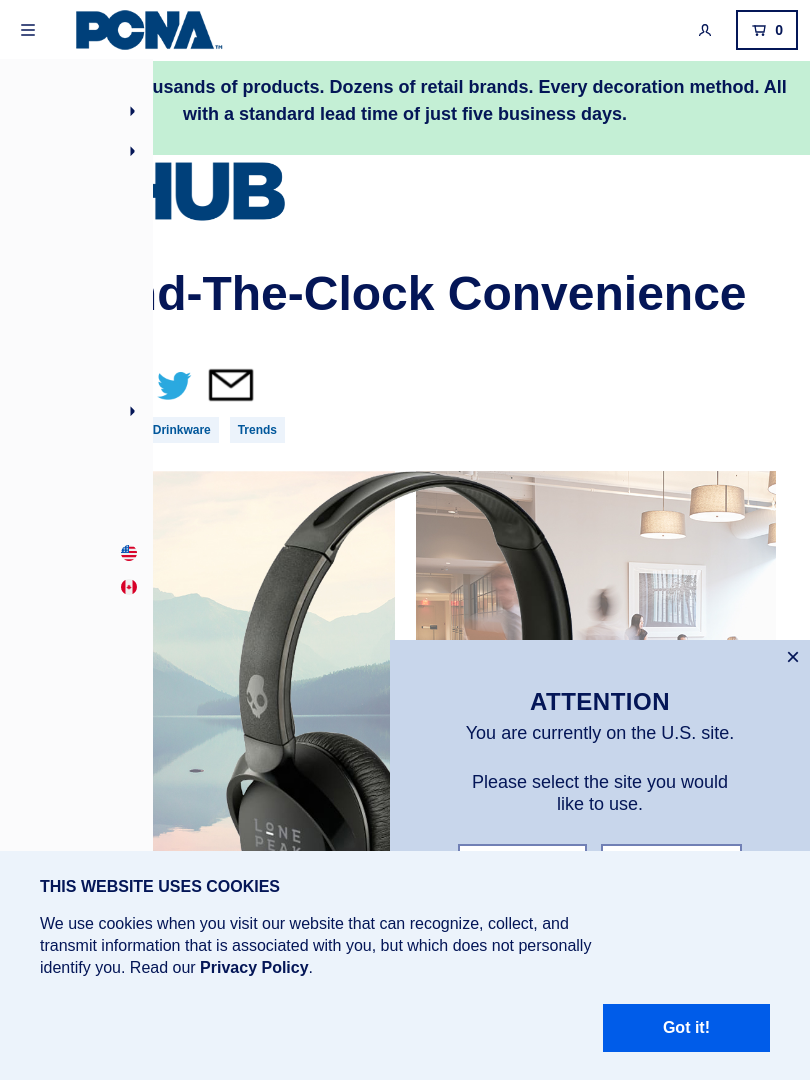 PCNA
TM
0
usands of products. Dozens of retail brands. Every decoration method. All
with a standard lead time of just five business days.
HUB
nd-The-Clock Convenience
Drinkware
Trends
LONE
PEAK
×
ATTENTION
You are currently on the U.S. site.
Please select the site you would
like to use.
THIS WEBSITE USES COOKIES
We use cookies when you visit our website that can recognize, collect, and
transmit information that is associated with you, but which does not personally
identify you. Read our Privacy Policy.
Got it!